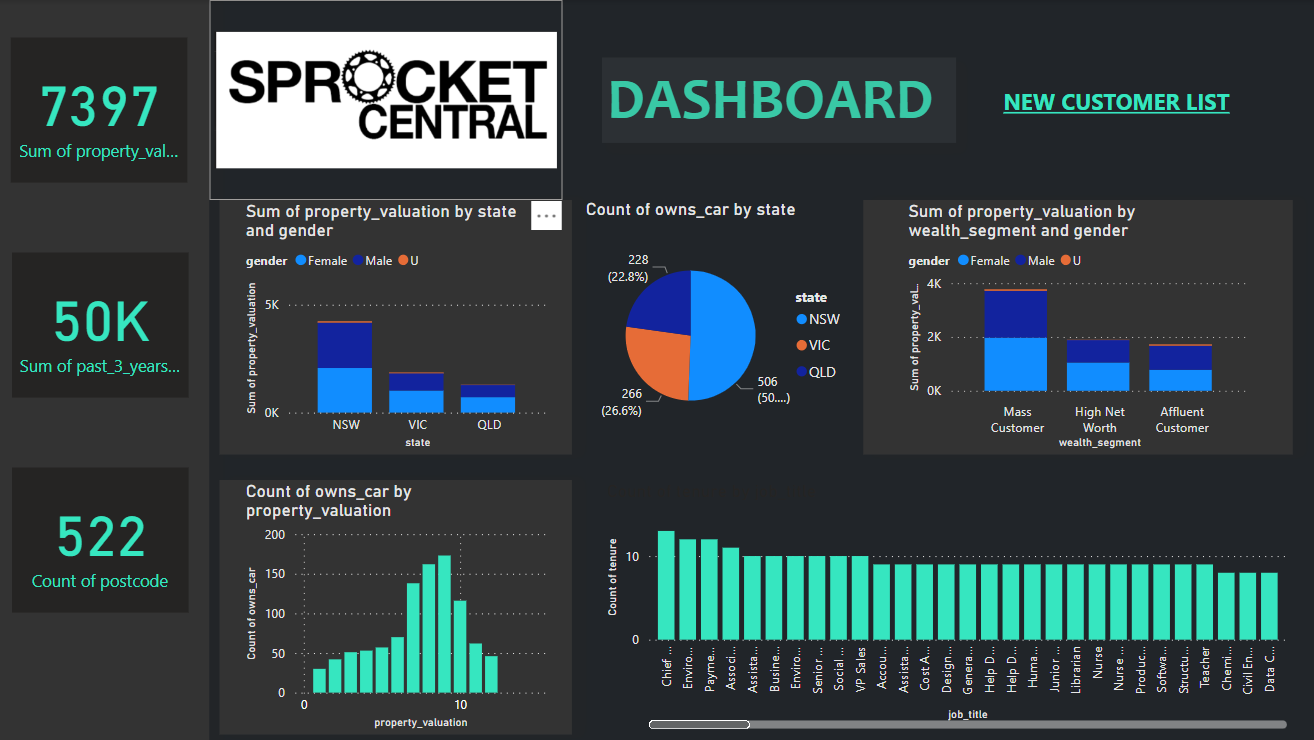 7397
Sum of property_val...
50K
Sum of past_3_years...
522
Count of postcode
SPROCKET
CENTRAL
DASHBOARD
NEW CUSTOMER LIST
Sum of property_valuation by state
and gender
...
gender Female Male U
Sum of property_valuation
5K
0K
NSW VIC QLD
state
Count of owns_car by state
228
(22.8%)
266
(26.6%)
506
(50....)
state
NSW
VIC
QLD
Sum of property_valuation by
wealth_segment and gender
gender Female Male U
Sum of property_val...
4K
2K
0K
Mass
Customer
High Net
Worth
Affluent
Customer
wealth_segment
Count of owns_car by
property_valuation
Count of owns_car
200
150
100
50
0
0 10
property_valuation
Count of tenure
10
0
Chief ...
Enviro...
Payme...
Associ...
Assista...
Busine...
Enviro...
Senior ...
Social ...
VP Sales
Accou...
Assista...
Cost A...
Design...
Genera...
Help D...
Help D...
Huma...
Junior ...
Librarian
Nurse
Nurse ...
Produc...
Softwa...
Structu...
Teacher
Chemi...
Civil En...
Data C...
job_title